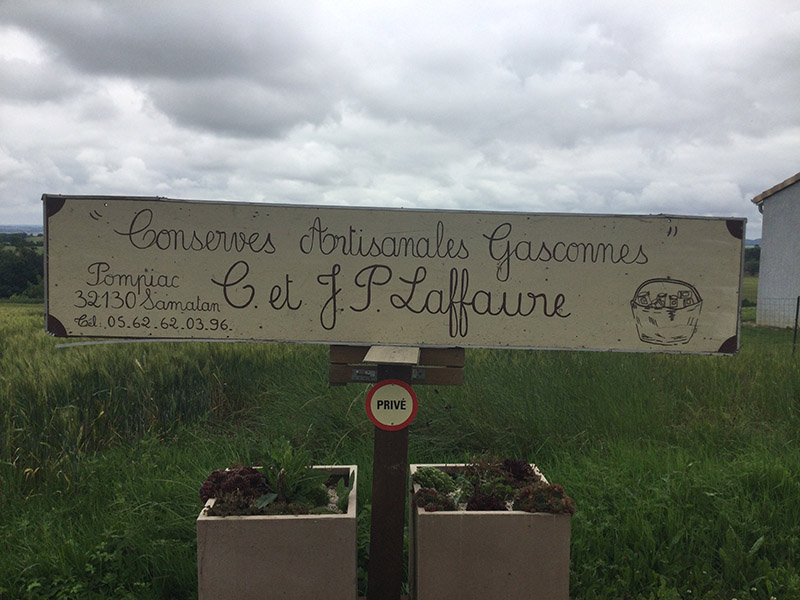 " Conserves Artisanales Gasconnes "
Pompiac
32130 Samatan
Tél: 05.62.62.03.96.
C. et J.P. Laffaure
PRIVÉ